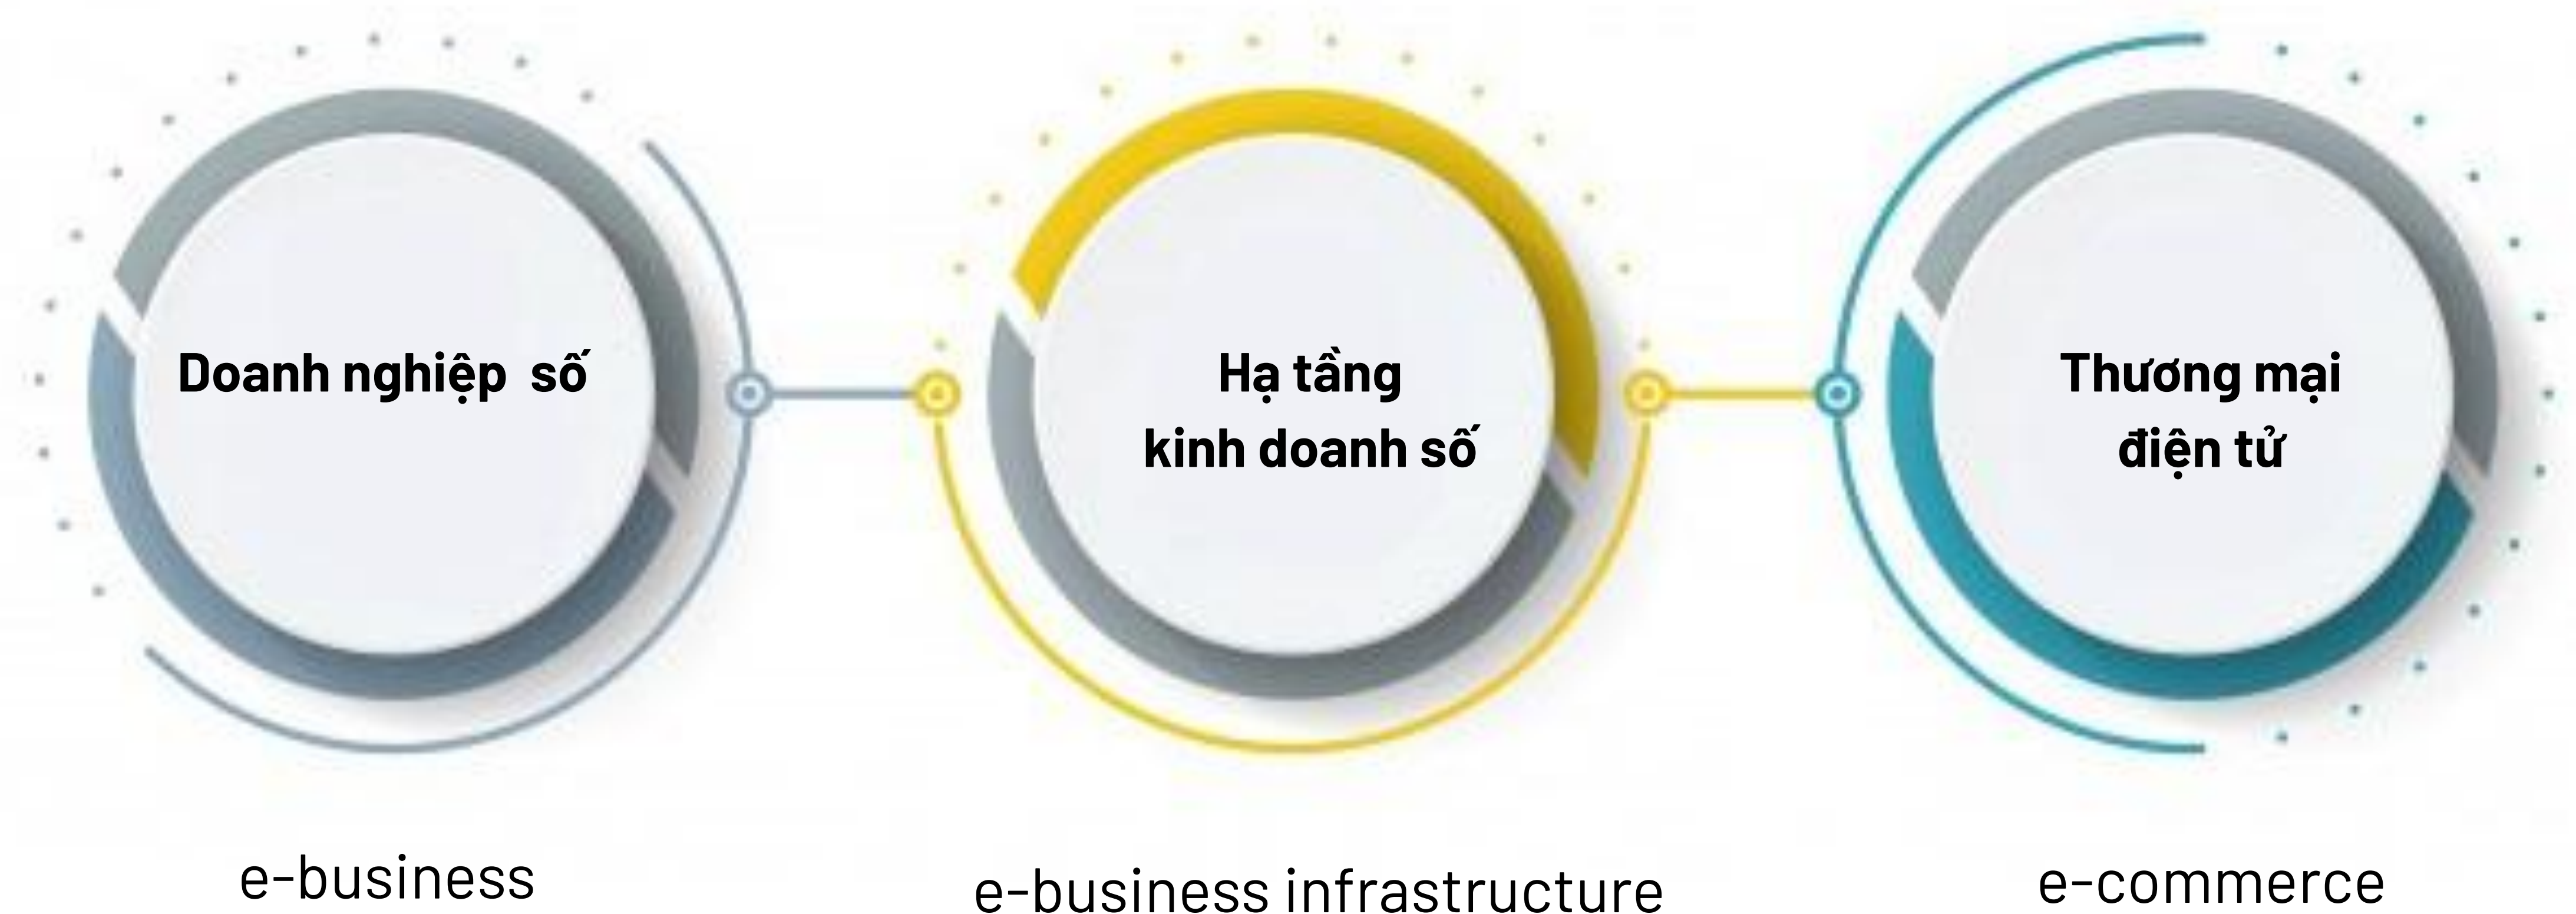 Doanh nghiệp số
Hạ tầng
kinh doanh số
Thương mại
điện tử
e-business
e-business infrastructure
e-commerce